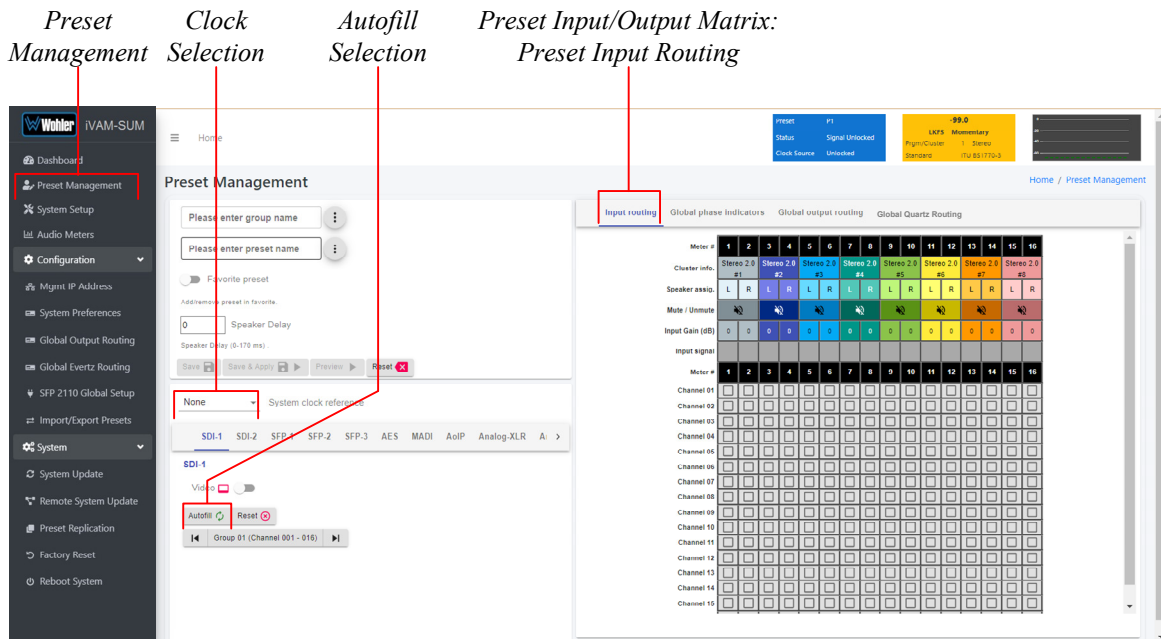 Preset Management
Clock Selection
Autofill Selection
Preset Input/Output Matrix:
Preset Input Routing
Wohler iVAM-SUM
Dashboard
Preset Management
System Setup
Audio Meters
Configuration
Mgmt IP Address
System Preferences
Global Output Routing
Global Evertz Routing
SFP 2110 Global Setup
Import/Export Presets
System
System Update
Remote System Update
Preset Replication
Factory Reset
Reboot System
Home
Preset P1
Status Signal Unlocked
Clock Source Unlocked
-99.0
LKFS Momentary
Prgm/Cluster 1 Stereo
Standard ITU BS1770-3
Preset Management
Home / Preset Management
Please enter group name
Please enter preset name
Favorite preset
Add/remove preset in favorite.
0 Speaker Delay
Speaker Delay (0-170 ms) .
Save Save & Apply Preview Reset
None System clock reference
SDI-1 SDI-2 SFP-1 SFP-2 SFP-3 AES MADI AoIP Analog-XLR
SDI-1
Video
Autofill Reset
Group 01 (Channel 001 - 016)
Input routing Global phase indicators Global output routing Global Quartz Routing
Meter # 1 2 3 4 5 6 7 8 9 10 11 12 13 14 15 16
Cluster info. Stereo 2.0 #1 Stereo 2.0 #2 Stereo 2.0 #3 Stereo 2.0 #4 Stereo 2.0 #5 Stereo 2.0 #6 Stereo 2.0 #7 Stereo 2.0 #8
Speaker assig. L R L R L R L R L R L R L R L R
Mute / Unmute
Input Gain (dB) 0 0 0 0 0 0 0 0 0 0 0 0 0 0 0 0
Input signal
Meter # 1 2 3 4 5 6 7 8 9 10 11 12 13 14 15 16
Channel 01
Channel 02
Channel 03
Channel 04
Channel 05
Channel 06
Channel 07
Channel 08
Channel 09
Channel 10
Channel 11
Channel 12
Channel 13
Channel 14
Channel 15